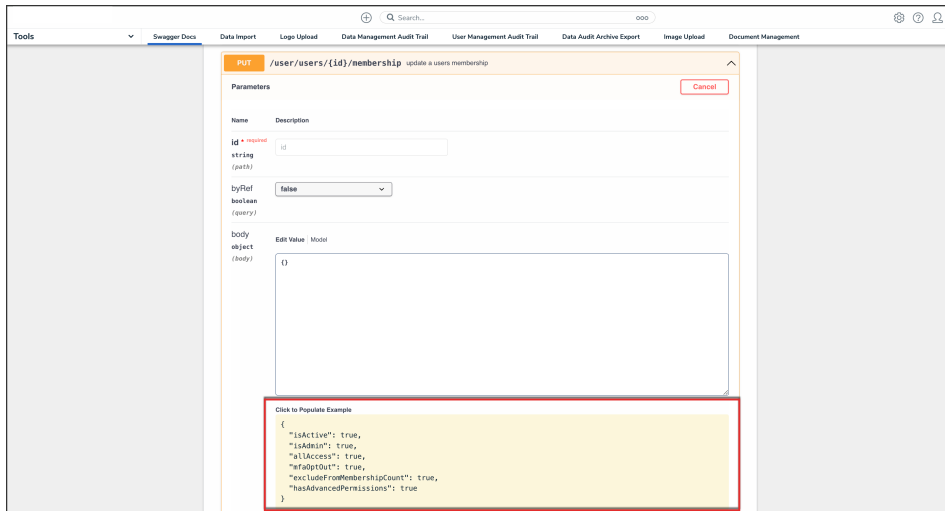 Search...
ooo
Tools
Swagger Docs Data Import Logo Upload Data Management Audit Trail User Management Audit Trail Data Audit Archive Export Image Upload Document Management
PUT /user/users/{id}/membership update a users membership
Parameters Cancel
Name Description
id * required
id
string
(path)
byRef false
boolean
(query)
body Edit Value Model
object
(body)
{}
Click to Populate Example
{
"isActive": true,
"isAdmin": true,
"allAccess": true,
"mfaOptOut": true,
"excludeFromMembershipCount": true,
"hasAdvancedPermissions": true
}